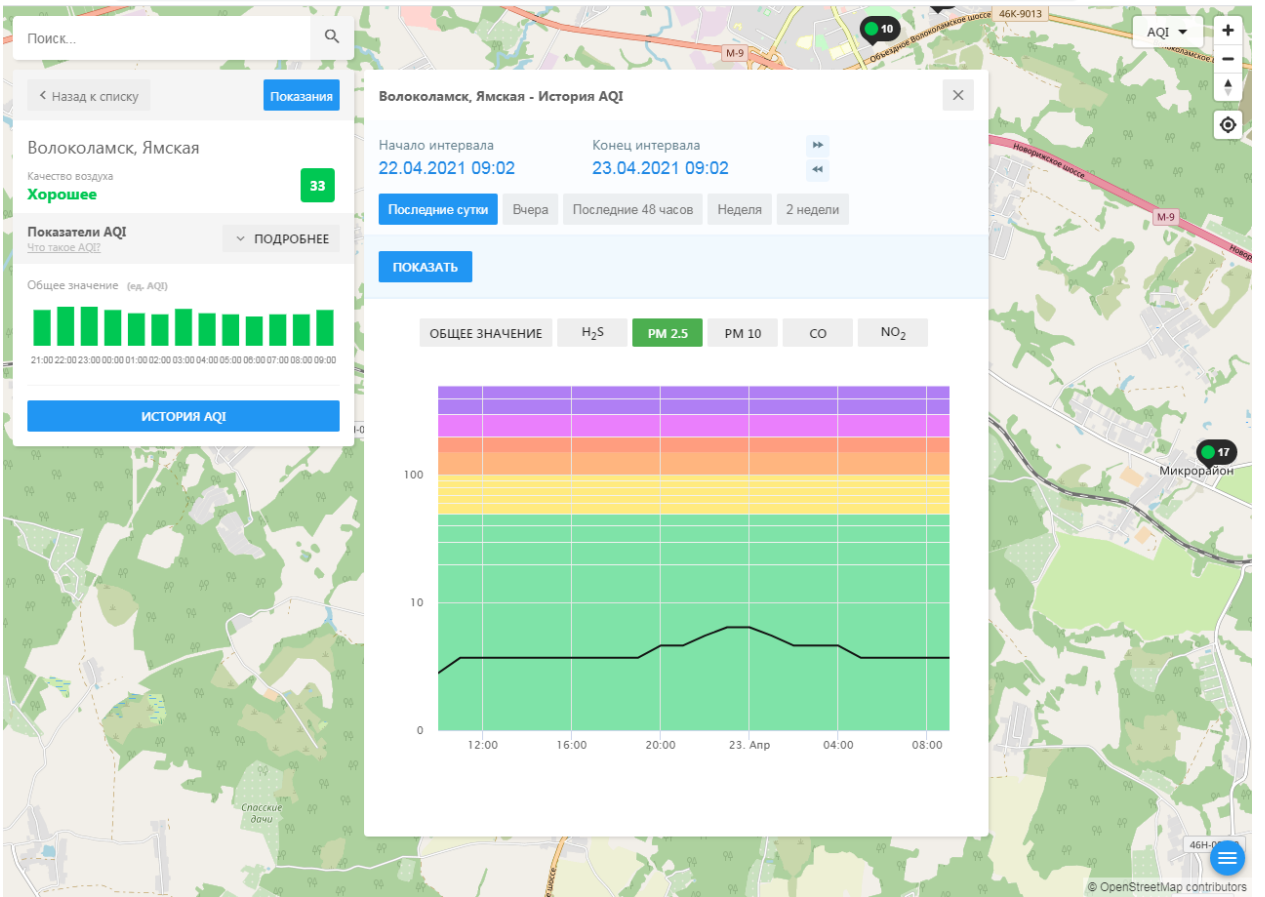 Поиск...
46К-9013
10
Объездное Волоколамское шоссе
М-9
AQI
Назад к списку
Показания
Волоколамск, Ямская
Качество воздуха
Хорошее
33
Показатели AQI
Что такое AQI?
ПОДРОБНЕЕ
Общее значение (ед. AQI)
21:00 22:00 23:00 00:00 01:00 02:00 03:00 04:00 05:00 06:00 07:00 08:00 09:00
ИСТОРИЯ AQI
Волоколамск, Ямская - История AQI
Начало интервала
Конец интервала
22.04.2021 09:02
23.04.2021 09:02
Последние сутки
Вчера
Последние 48 часов
Неделя
2 недели
ПОКАЗАТЬ
ОБЩЕЕ ЗНАЧЕНИЕ
H2S
PM 2.5
PM 10
CO
NO2
100
10
0
12:00
16:00
20:00
23. Апр
04:00
08:00
Новорижское шоссе
М-9
17
Микрорайон
Спасские
дачи
© OpenStreetMap contributors